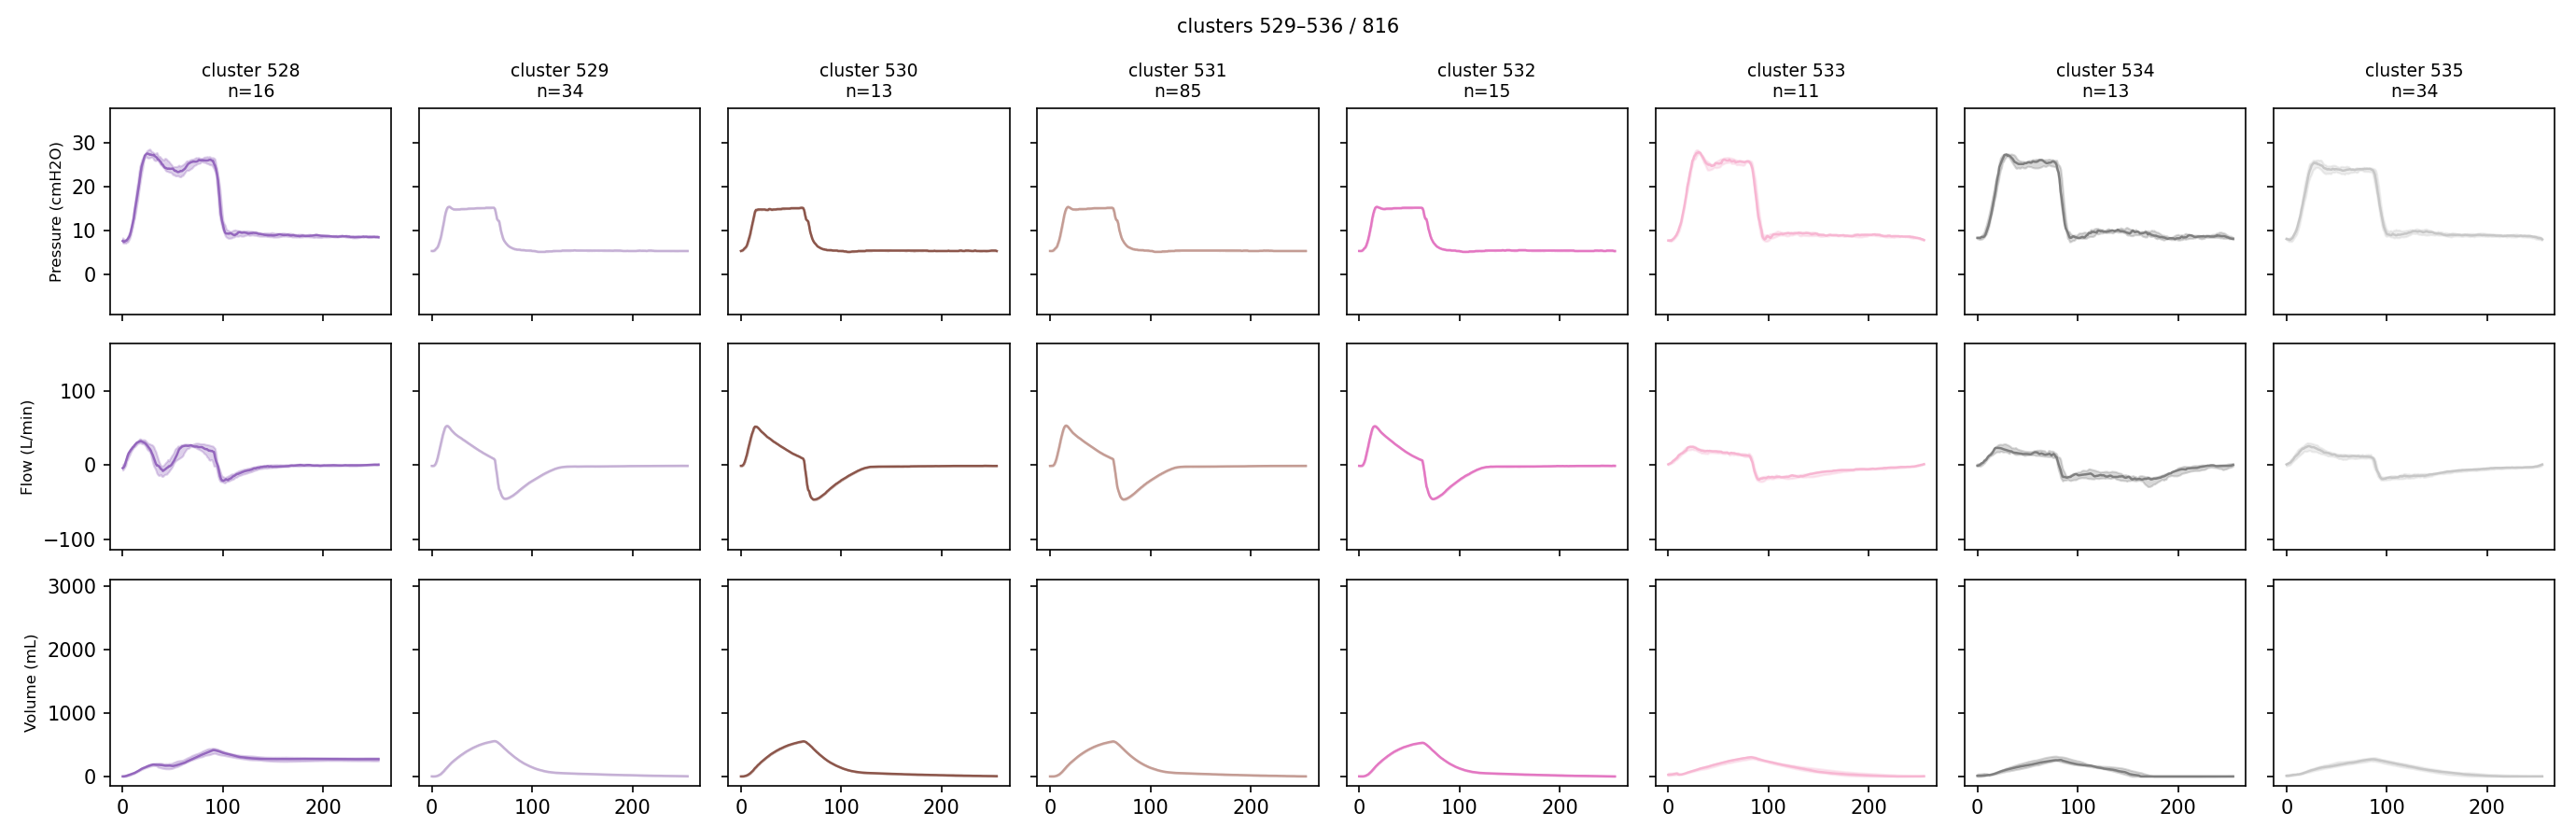 clusters 529–536 / 816
cluster 528
n=16
cluster 529
n=34
cluster 530
n=13
cluster 531
n=85
cluster 532
n=15
cluster 533
n=11
cluster 534
n=13
cluster 535
n=34
Pressure (cmH2O)
30
20
10
0
Flow (L/min)
100
0
−100
Volume (mL)
3000
2000
1000
0
0 100 200
0 100 200
0 100 200
0 100 200
0 100 200
0 100 200
0 100 200
0 100 200